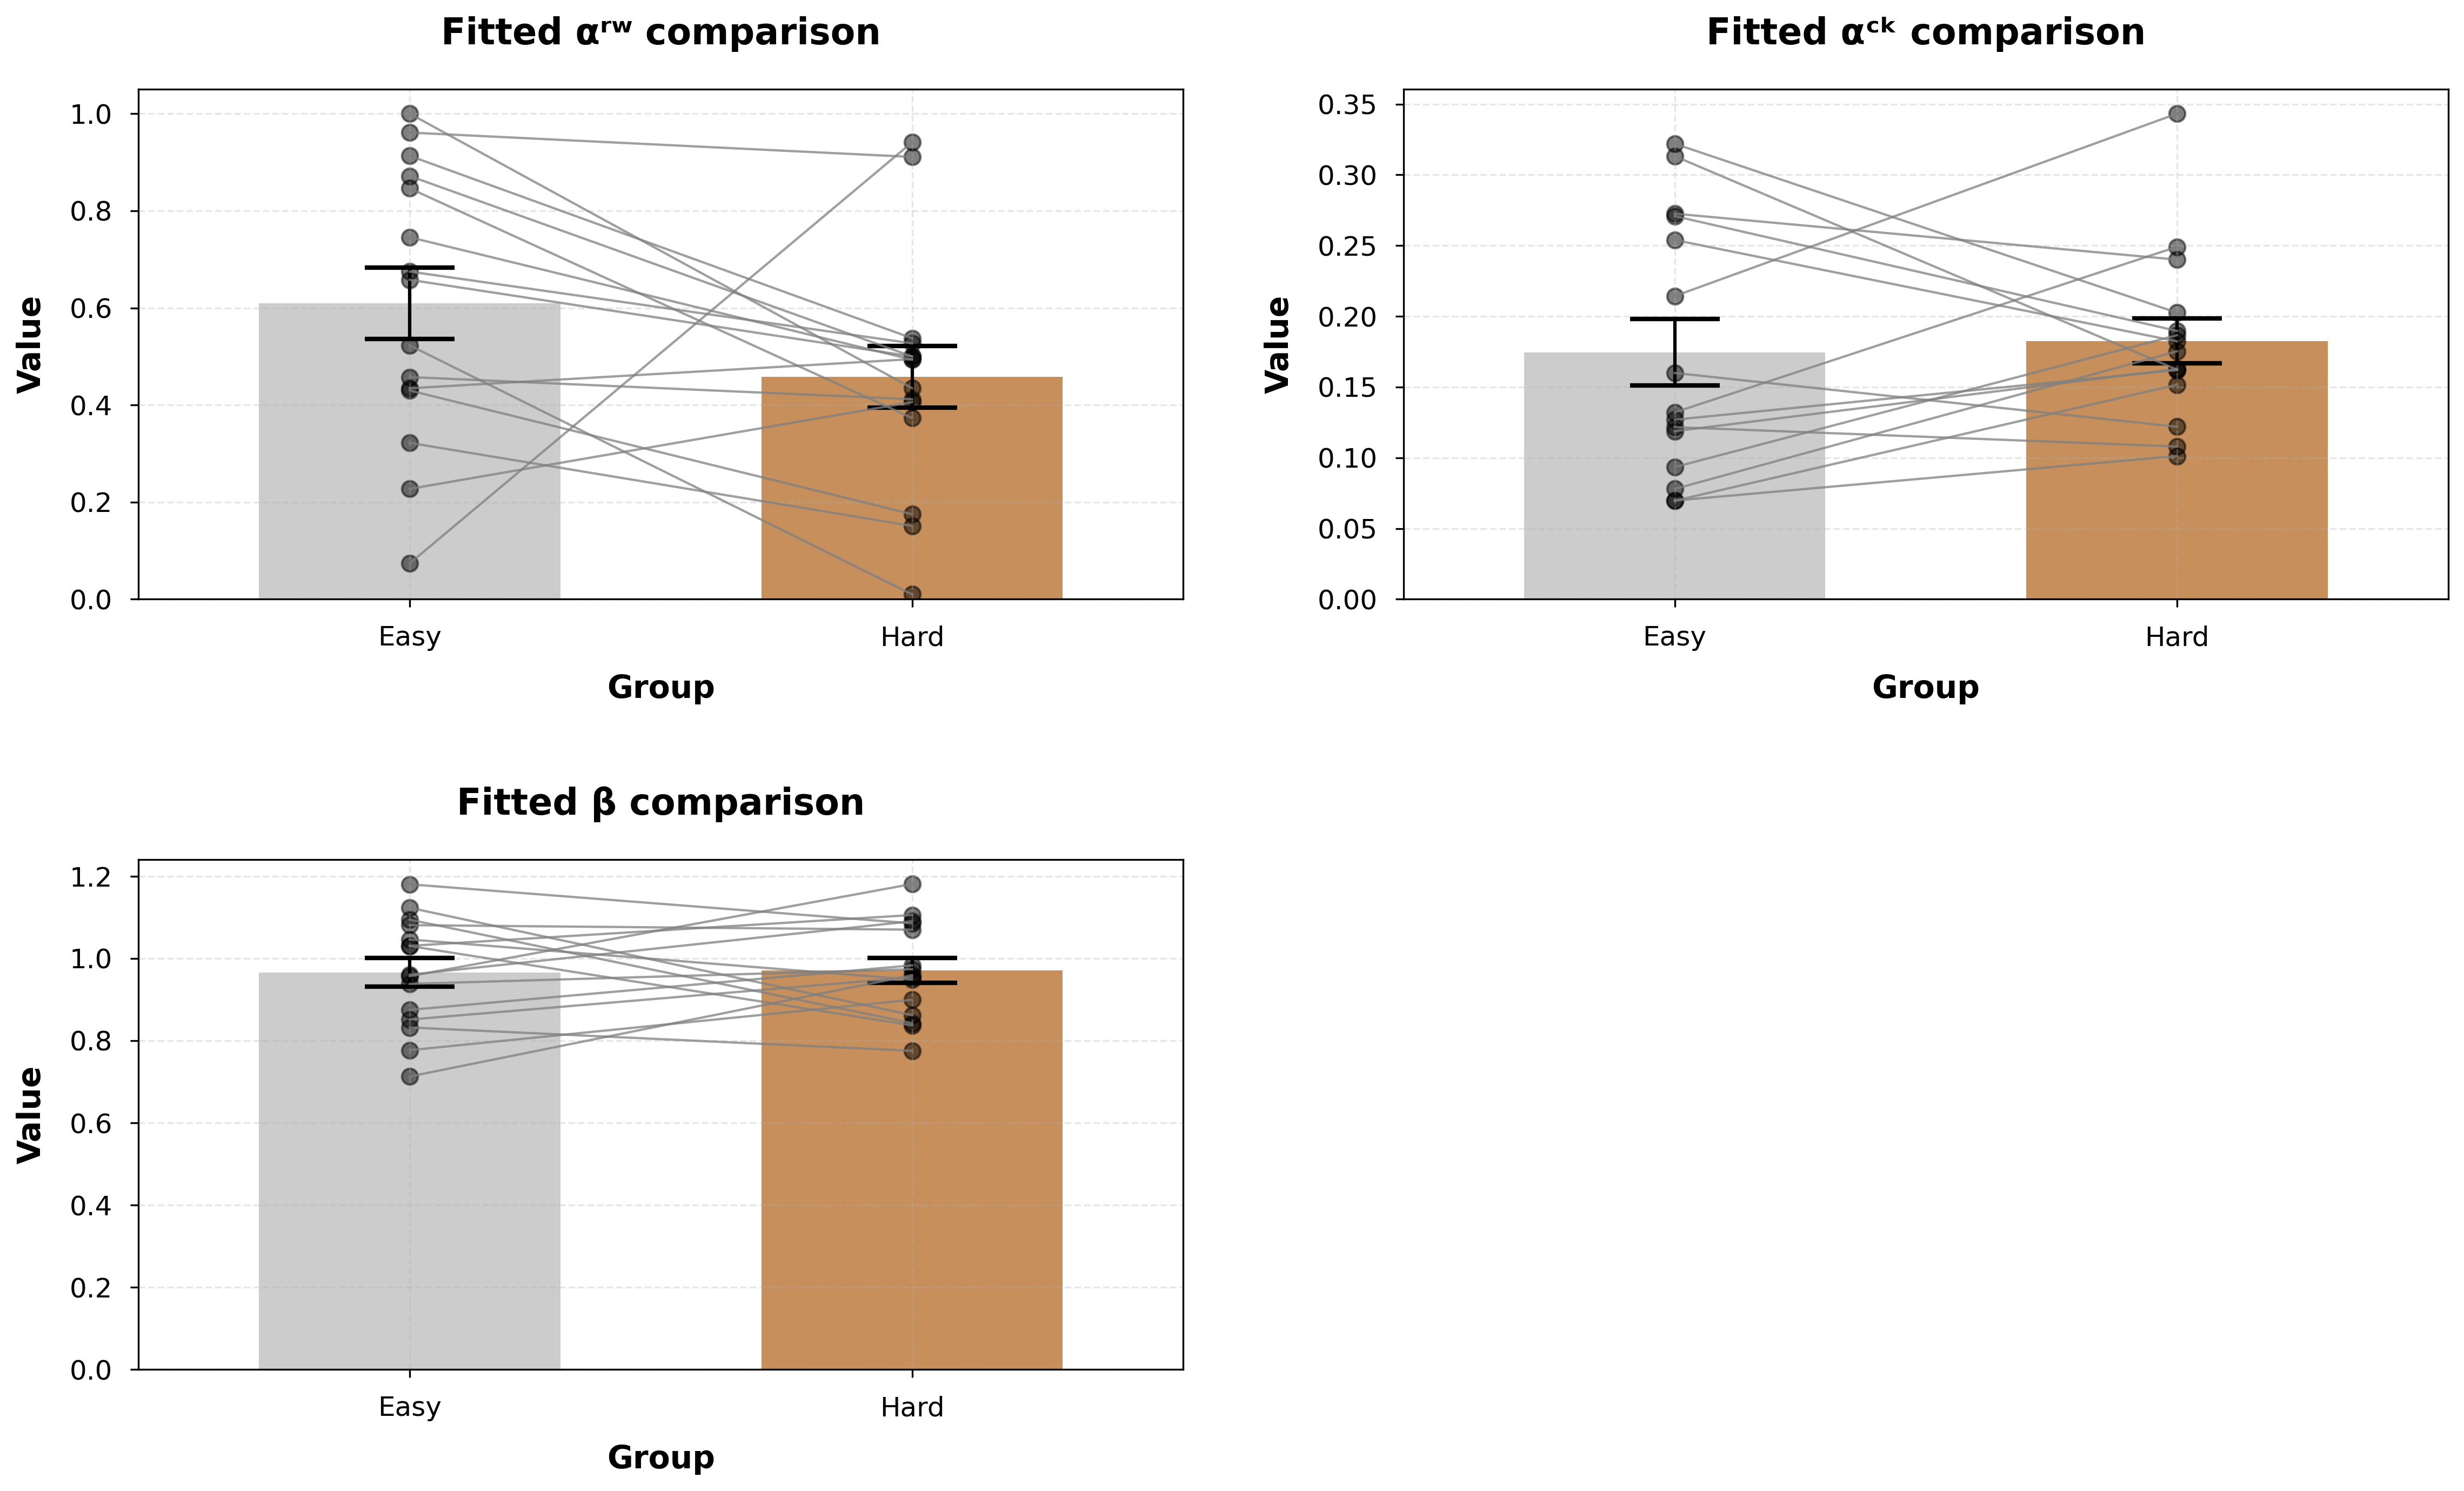 Fitted αʳʷ comparison
1.0
0.8
0.6
0.4
0.2
0.0
Value
Easy
Hard
Group
Fitted αᶜᵏ comparison
0.35
0.30
0.25
0.20
0.15
0.10
0.05
0.00
Value
Easy
Hard
Group
Fitted β comparison
1.2
1.0
0.8
0.6
0.4
0.2
0.0
Value
Easy
Hard
Group